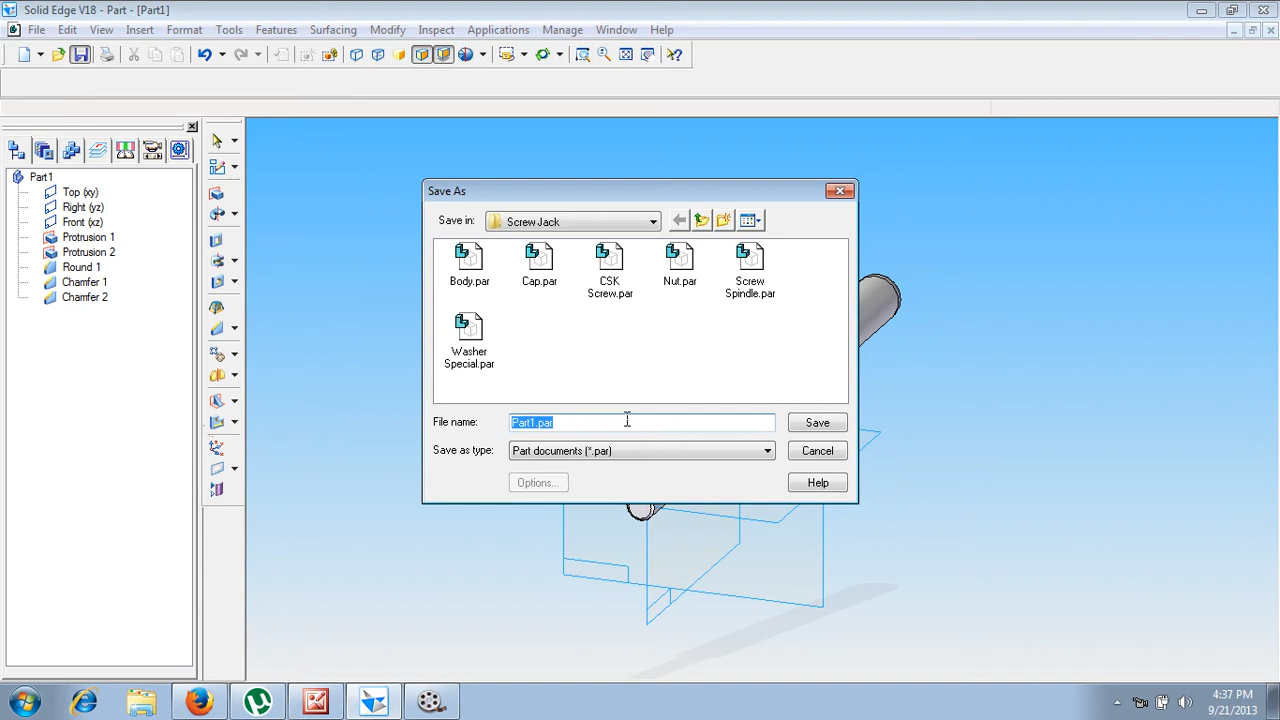 Solid Edge V18 - Part - [Part1]
File Edit View Insert Format Tools Features Surfacing Modify Inspect Applications Manage Window Help
Save As
Save in: Screw Jack
Part1
Top (xy)
Right (yz)
Front (xz)
Protrusion 1
Protrusion 2
Round 1
Chamfer 1
Chamfer 2
Body.par Cap.par CSK Screw.par Nut.par Screw Spindle.par
Washer Special.par
File name: Part1.par Save
Save as type: Part documents (*.par) Cancel
Options... Help
4:37 PM
9/21/2013